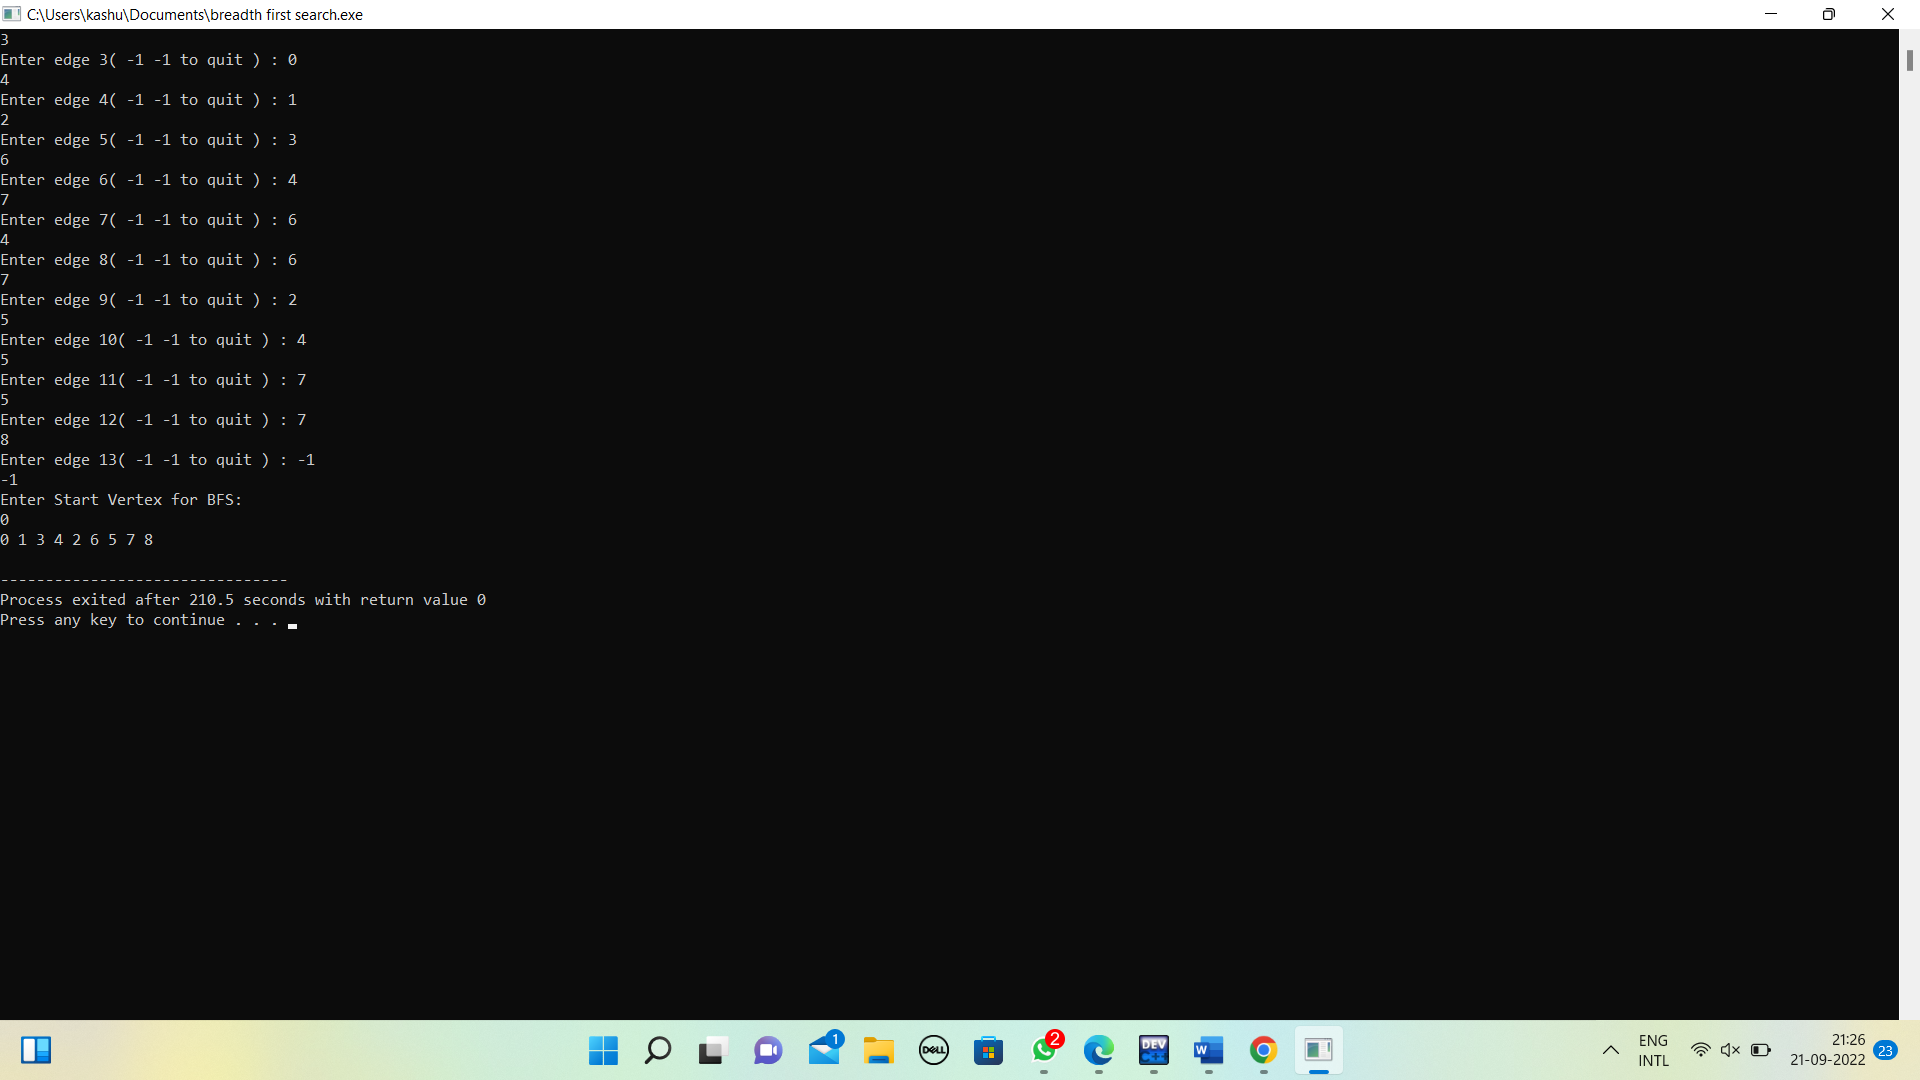 C:\Users\kashu\Documents\breadth first search.exe
3
Enter edge 3( -1 -1 to quit ) : 0
4
Enter edge 4( -1 -1 to quit ) : 1
2
Enter edge 5( -1 -1 to quit ) : 3
6
Enter edge 6( -1 -1 to quit ) : 4
7
Enter edge 7( -1 -1 to quit ) : 6
4
Enter edge 8( -1 -1 to quit ) : 6
7
Enter edge 9( -1 -1 to quit ) : 2
5
Enter edge 10( -1 -1 to quit ) : 4
5
Enter edge 11( -1 -1 to quit ) : 7
5
Enter edge 12( -1 -1 to quit ) : 7
8
Enter edge 13( -1 -1 to quit ) : -1
-1
Enter Start Vertex for BFS:
0
0 1 3 4 2 6 5 7 8
--------------------------------
Process exited after 210.5 seconds with return value 0
Press any key to continue . . .
1
DELL
2
DEV
C++
W
ENG
INTL
21:26
21-09-2022
23